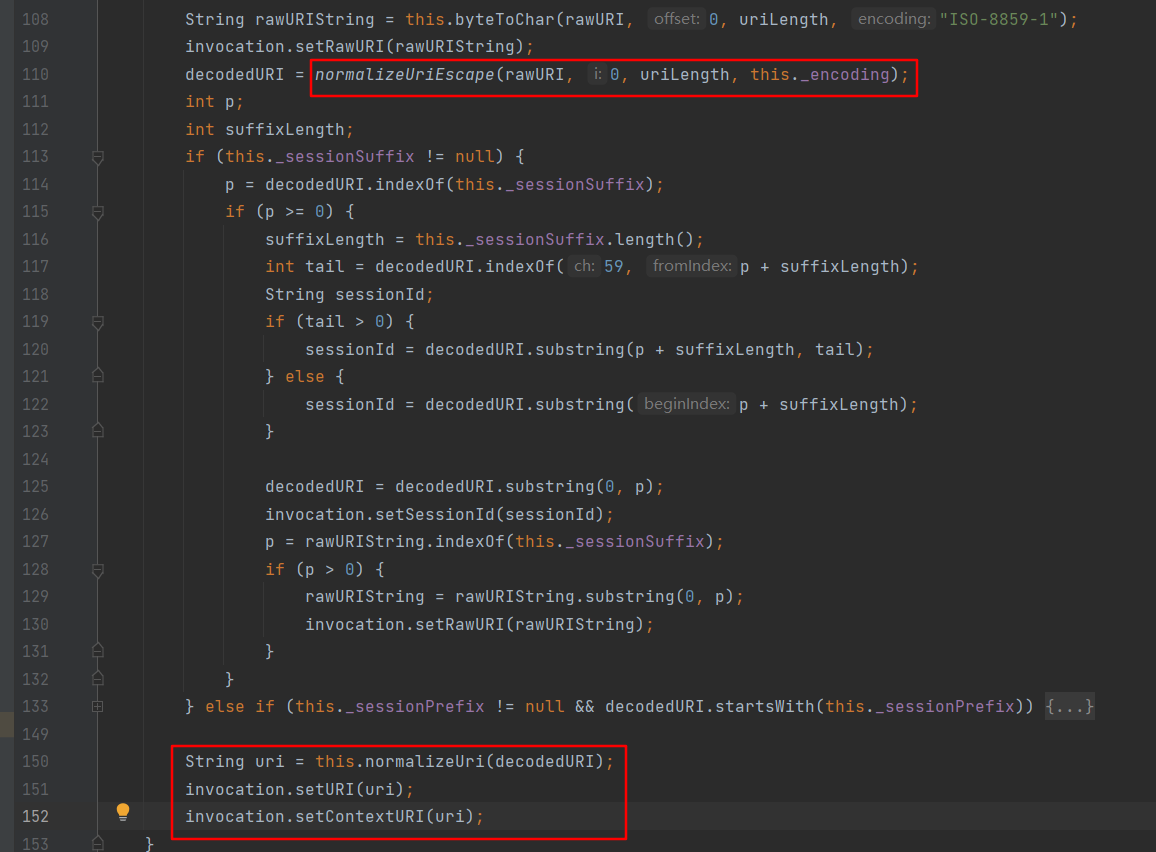 108 String rawURIString = this.byteToChar(rawURI, offset: 0, uriLength, encoding: "ISO-8859-1");
109 invocation.setRawURI(rawURIString);
110 decodedURI = normalizeUriEscape(rawURI, i: 0, uriLength, this._encoding);
111 int p;
112 int suffixLength;
113 if (this._sessionSuffix != null) {
114 p = decodedURI.indexOf(this._sessionSuffix);
115 if (p >= 0) {
116 suffixLength = this._sessionSuffix.length();
117 int tail = decodedURI.indexOf( ch: 59, fromIndex: p + suffixLength);
118 String sessionId;
119 if (tail > 0) {
120 sessionId = decodedURI.substring(p + suffixLength, tail);
121 } else {
122 sessionId = decodedURI.substring( beginIndex: p + suffixLength);
123 }
124
125 decodedURI = decodedURI.substring(0, p);
126 invocation.setSessionId(sessionId);
127 p = rawURIString.indexOf(this._sessionSuffix);
128 if (p > 0) {
129 rawURIString = rawURIString.substring(0, p);
130 invocation.setRawURI(rawURIString);
131 }
132 }
133 } else if (this._sessionPrefix != null && decodedURI.startsWith(this._sessionPrefix)) {...}
149
150 String uri = this.normalizeUri(decodedURI);
151 invocation.setURI(uri);
152 invocation.setContextURI(uri);
153 }